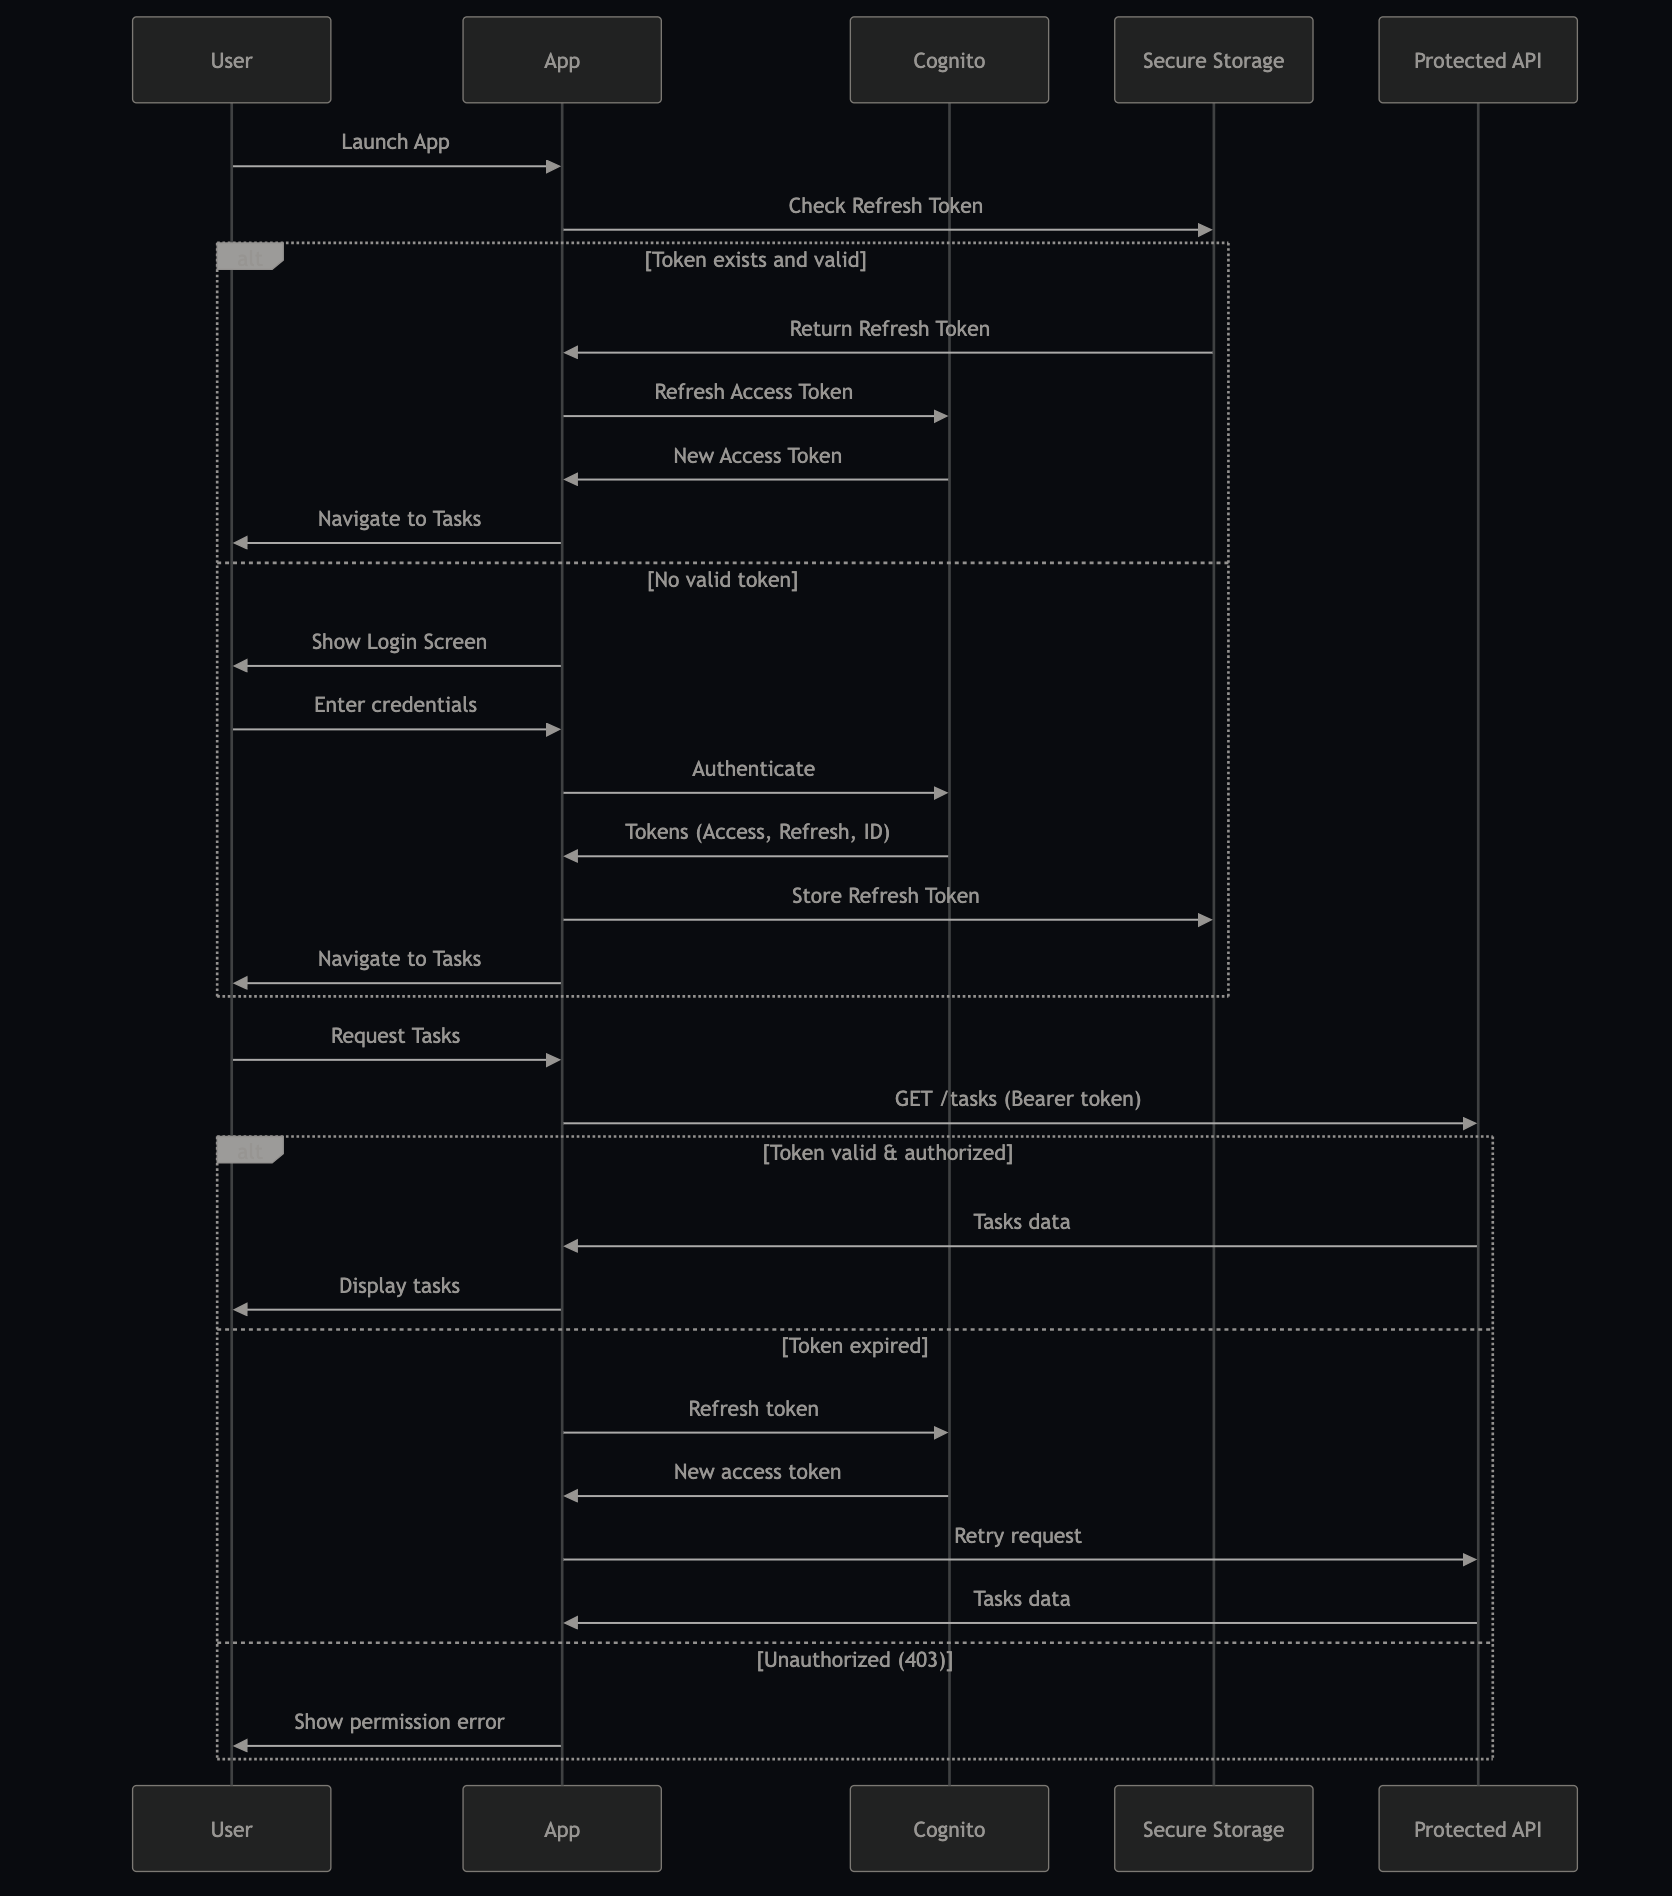 User
App
Cognito
Secure Storage
Protected API
Launch App
Check Refresh Token
alt
[Token exists and valid]
Return Refresh Token
Refresh Access Token
New Access Token
Navigate to Tasks
[No valid token]
Show Login Screen
Enter credentials
Authenticate
Tokens (Access, Refresh, ID)
Store Refresh Token
Navigate to Tasks
Request Tasks
GET /tasks (Bearer token)
alt
[Token valid & authorized]
Tasks data
Display tasks
[Token expired]
Refresh token
New access token
Retry request
Tasks data
[Unauthorized (403)]
Show permission error
User
App
Cognito
Secure Storage
Protected API